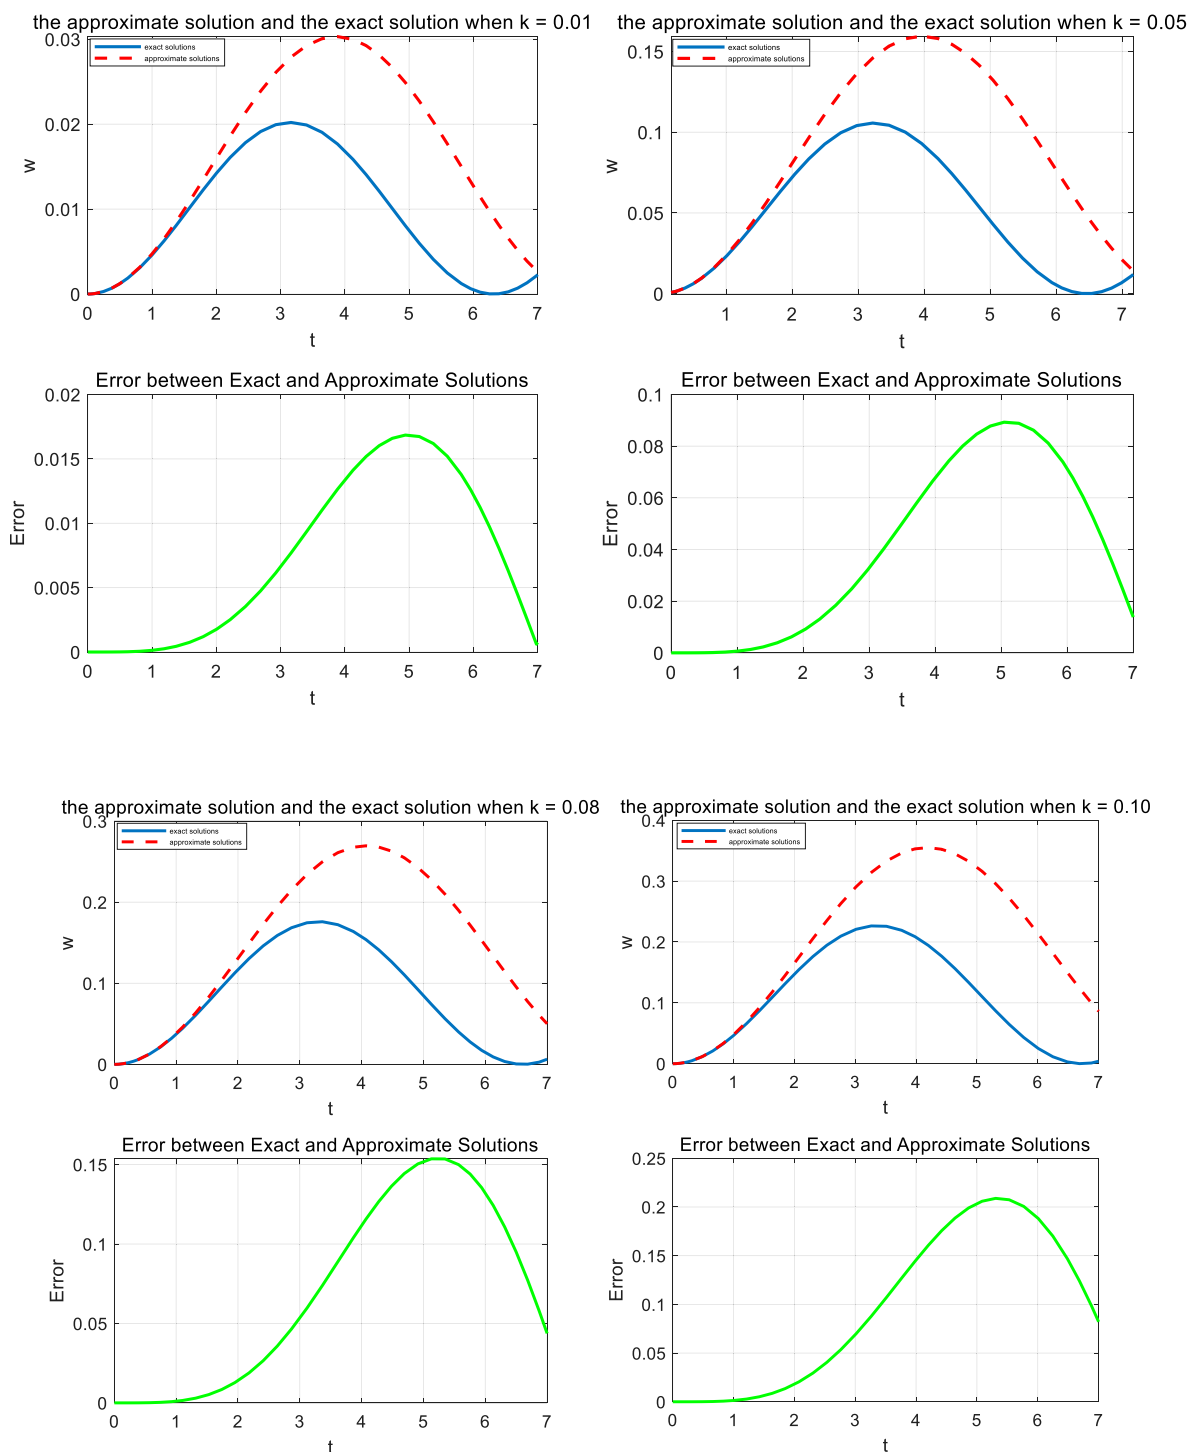 the approximate solution and the exact solution when k = 0.01
0.03
exact solutions
approximate solutions
0.02
w
0.01
0
0 1 2 3 4 5 6 7
t
the approximate solution and the exact solution when k = 0.05
0.15
exact solutions
approximate solutions
0.1
w
0.05
0
1 2 3 4 5 6 7
t
Error between Exact and Approximate Solutions
0.02
0.015
Error
0.01
0.005
0
0 1 2 3 4 5 6 7
t
Error between Exact and Approximate Solutions
0.1
0.08
0.06
Error
0.04
0.02
0
0 1 2 3 4 5 6 7
t
the approximate solution and the exact solution when k = 0.08
0.3
exact solutions
approximate solutions
0.2
w
0.1
0
0 1 2 3 4 5 6 7
t
the approximate solution and the exact solution when k = 0.10
0.4
exact solutions
approximate solutions
0.3
w
0.2
0.1
0
0 1 2 3 4 5 6 7
t
Error between Exact and Approximate Solutions
0.15
0.1
Error
0.05
0
0 1 2 3 4 5 6 7
t
Error between Exact and Approximate Solutions
0.25
0.2
0.15
Error
0.1
0.05
0
0 1 2 3 4 5 6 7
t